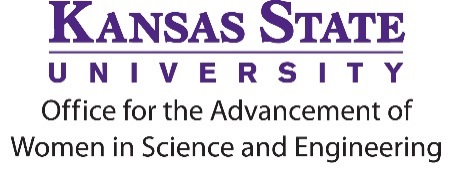 KANSAS STATE
UNIVERSITY
Office for the Advancement of
Women in Science and Engineering